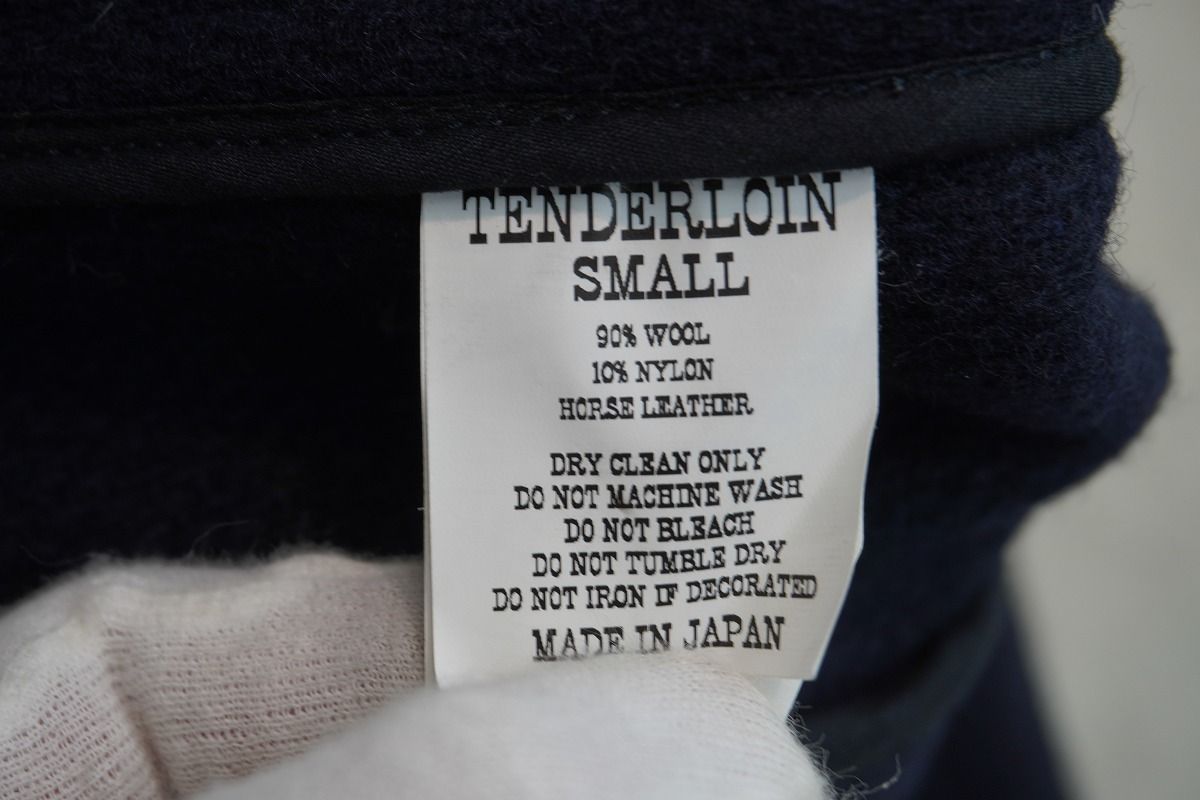 TENDERLOIN
SMALL
90% WOOL
10% NYLON
HORSE LEATHER
DRY CLEAN ONLY
DO NOT MACHINE WASH
DO NOT BLEACH
DO NOT TUMBLE DRY
DO NOT IRON IF DECORATED
MADE IN JAPAN